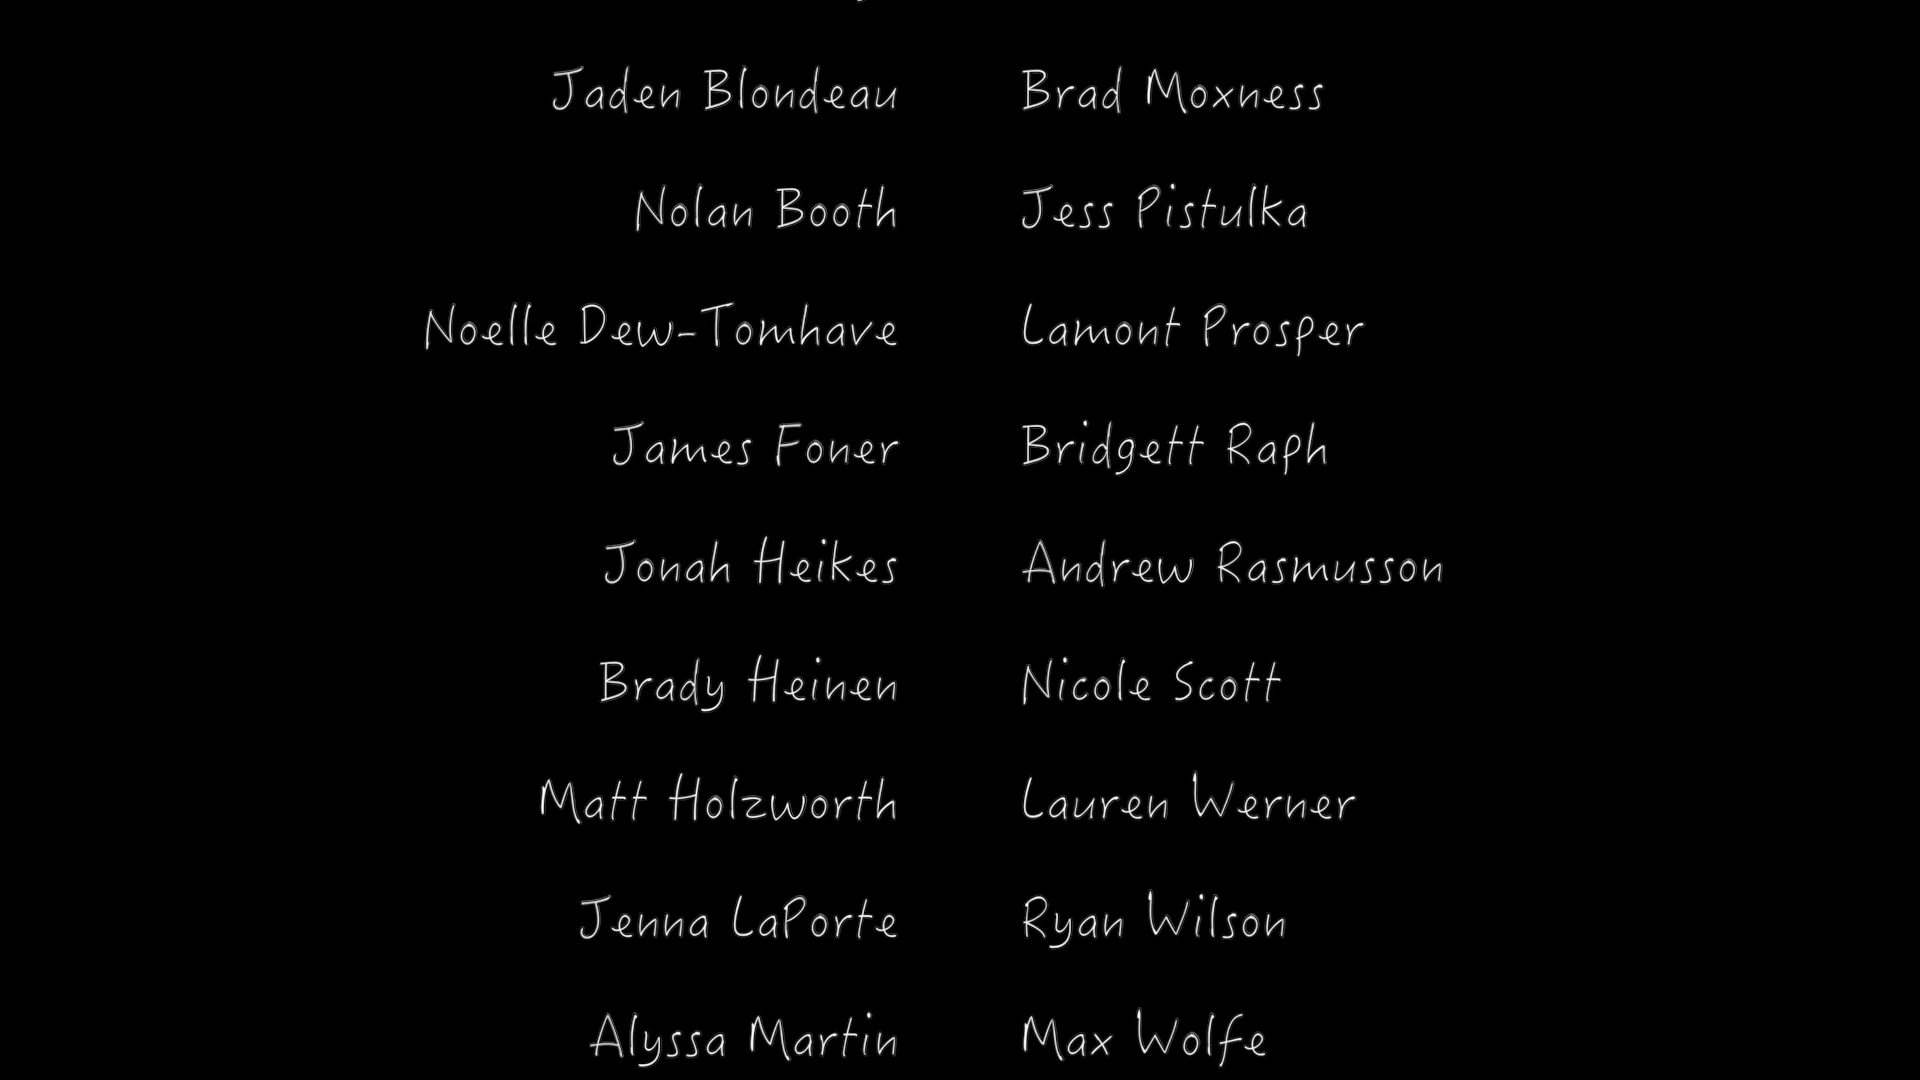 Jaden Blondeau Brad Moxness
Nolan Booth Jess Pistulka
Noelle Dew-Tomhave Lamont Prosper
James Foner Bridgett Raph
Jonah Heikes Andrew Rasmusson
Brady Heinen Nicole Scott
Matt Holzworth Lauren Werner
Jenna LaPorte Ryan Wilson
Alyssa Martin Max Wolfe